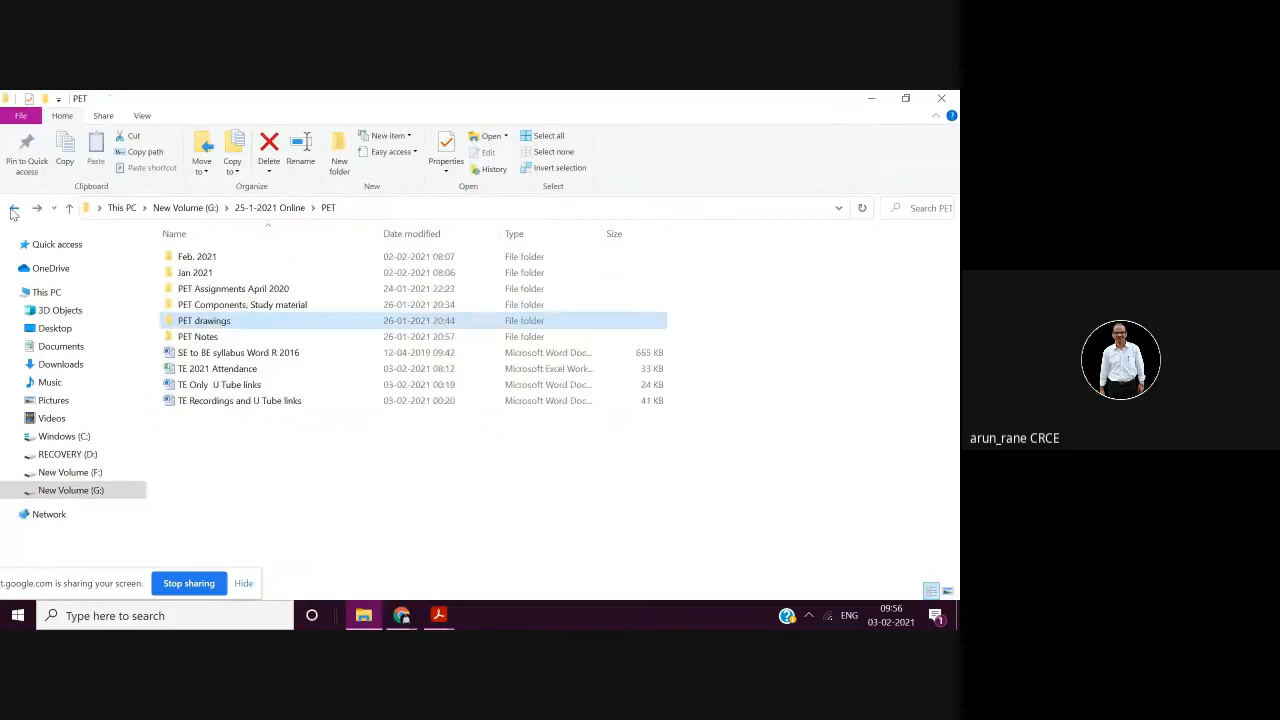 PET
File Home Share View
Pin to Quick access
Copy
Paste
Cut
Copy path
Paste shortcut
Clipboard
Move to
Copy to
Delete
Rename
Organize
New folder
New item
Easy access
New
Properties
Open
Edit
History
Open
Select all
Select none
Invert selection
Select
This PC > New Volume (G:) > 25-1-2021 Online > PET
Search PET
Name Date modified Type Size
Quick access
OneDrive
This PC
3D Objects
Desktop
Documents
Downloads
Music
Pictures
Videos
Windows (C:)
RECOVERY (D:)
New Volume (F:)
New Volume (G:)
Network
Feb. 2021 02-02-2021 08:07 File folder
Jan 2021 02-02-2021 08:06 File folder
PET Assignments April 2020 24-01-2021 22:23 File folder
PET Components, Study material 26-01-2021 20:34 File folder
PET drawings 26-01-2021 20:44 File folder
PET Notes 26-01-2021 20:57 File folder
SE to BE syllabus Word R 2016 12-04-2019 09:42 Microsoft Word Doc... 665 KB
TE 2021 Attendance 03-02-2021 08:12 Microsoft Excel Work... 33 KB
TE Only U Tube links 03-02-2021 00:19 Microsoft Word Doc... 24 KB
TE Recordings and U Tube links 03-02-2021 00:20 Microsoft Word Doc... 41 KB
arun_rane CRCE
t.google.com is sharing your screen. Stop sharing Hide
Type here to search
ENG
09:56
03-02-2021
1